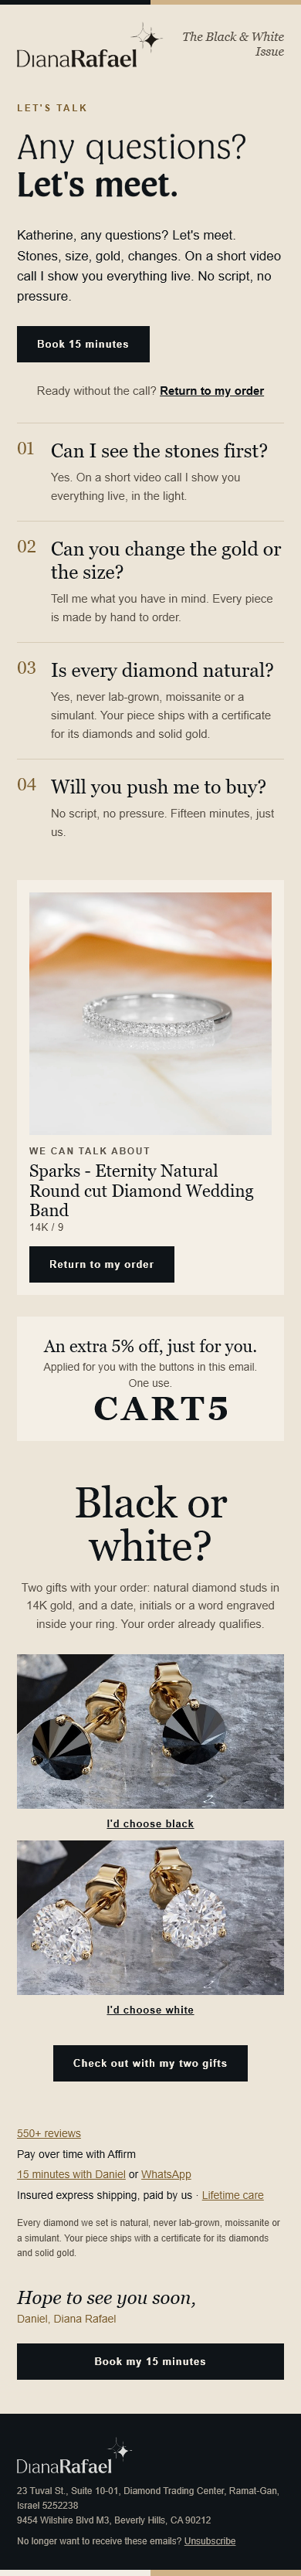 DianaRafael
The Black & White
Issue
LET'S TALK
Any questions?
Let's meet.
Katherine, any questions? Let's meet.
Stones, size, gold, changes. On a short video
call I show you everything live. No script, no
pressure.
Book 15 minutes
Ready without the call? Return to my order
01 Can I see the stones first?
Yes. On a short video call I show you
everything live, in the light.
02 Can you change the gold or
the size?
Tell me what you have in mind. Every piece
is made by hand to order.
03 Is every diamond natural?
Yes, never lab-grown, moissanite or a
simulant. Your piece ships with a certificate
for its diamonds and solid gold.
04 Will you push me to buy?
No script, no pressure. Fifteen minutes, just
us.
WE CAN TALK ABOUT
Sparks - Eternity Natural
Round cut Diamond Wedding
Band
14K / 9
Return to my order
An extra 5% off, just for you.
Applied for you with the buttons in this email.
One use.
CART5
Black or
white?
Two gifts with your order: natural diamond studs in
14K gold, and a date, initials or a word engraved
inside your ring. Your order already qualifies.
I'd choose black
I'd choose white
Check out with my two gifts
550+ reviews
Pay over time with Affirm
15 minutes with Daniel or WhatsApp
Insured express shipping, paid by us · Lifetime care
Every diamond we set is natural, never lab-grown, moissanite or
a simulant. Your piece ships with a certificate for its diamonds
and solid gold.
Hope to see you soon,
Daniel, Diana Rafael
Book my 15 minutes
DianaRafael
23 Tuval St., Suite 10-01, Diamond Trading Center, Ramat-Gan,
Israel 5252238
9454 Wilshire Blvd M3, Beverly Hills, CA 90212
No longer want to receive these emails? Unsubscribe